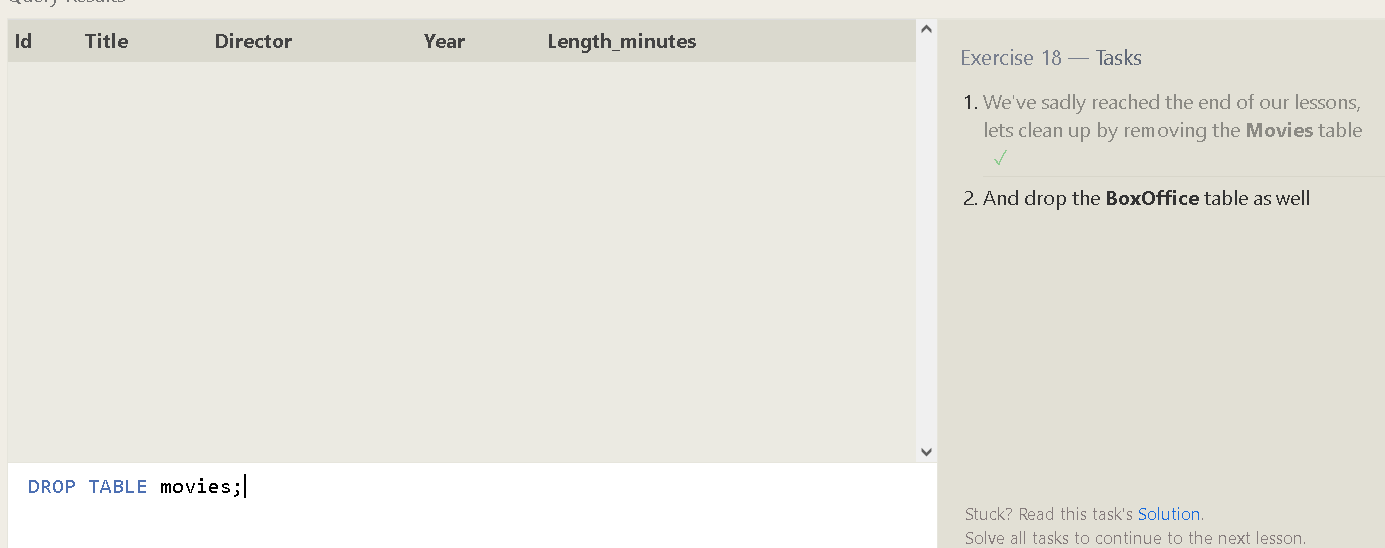 Query Results
Id Title Director Year Length_minutes
Exercise 18 — Tasks
1. We've sadly reached the end of our lessons,
lets clean up by removing the Movies table
✓
2. And drop the BoxOffice table as well
DROP TABLE movies;
Stuck? Read this task's Solution.
Solve all tasks to continue to the next lesson.